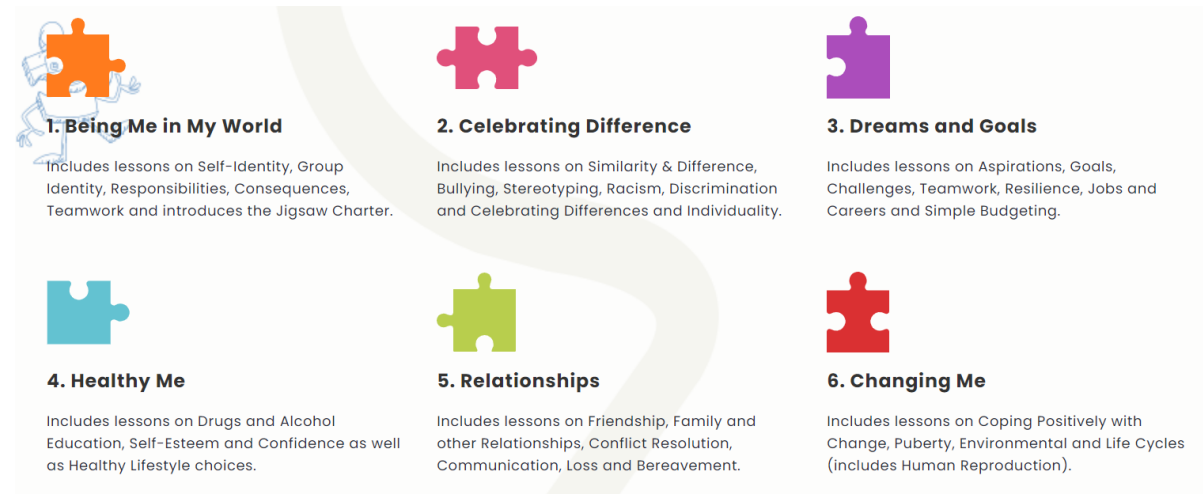 1. Being Me in My World
Includes lessons on Self-Identity, Group
Identity, Responsibilities, Consequences,
Teamwork and introduces the Jigsaw Charter.
2. Celebrating Difference
Includes lessons on Similarity & Difference,
Bullying, Stereotyping, Racism, Discrimination
and Celebrating Differences and Individuality.
3. Dreams and Goals
Includes lessons on Aspirations, Goals,
Challenges, Teamwork, Resilience, Jobs and
Careers and Simple Budgeting.
4. Healthy Me
Includes lessons on Drugs and Alcohol
Education, Self-Esteem and Confidence as well
as Healthy Lifestyle choices.
5. Relationships
Includes lessons on Friendship, Family and
other Relationships, Conflict Resolution,
Communication, Loss and Bereavement.
6. Changing Me
Includes lessons on Coping Positively with
Change, Puberty, Environmental and Life Cycles
(includes Human Reproduction).